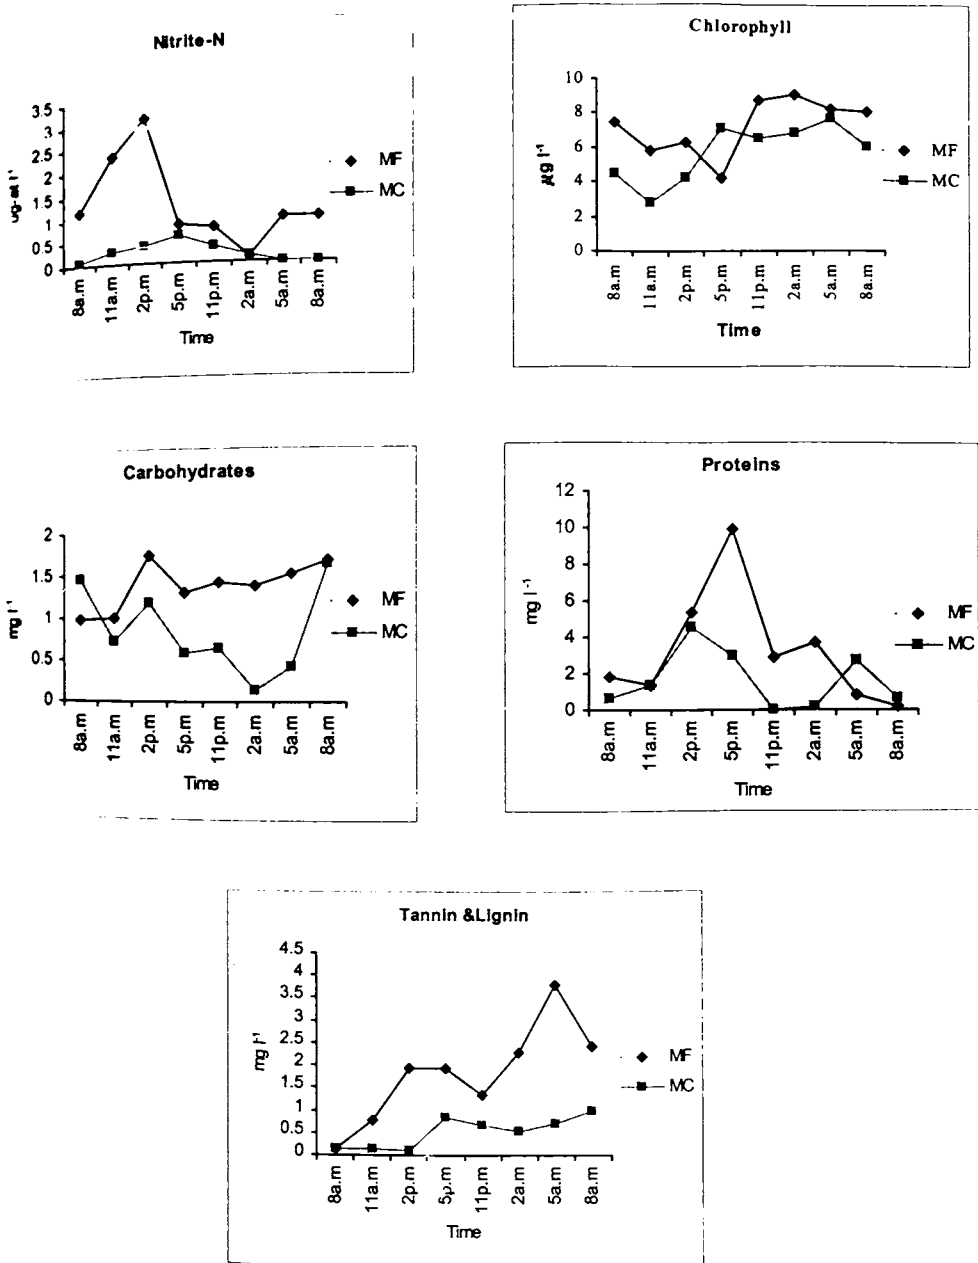 Nitrite-N
3.5
3
2.5
2
1.5
1
0.5
0
ug-at l⁻¹
8a.m
11a.m
2p.m
5p.m
11p.m
2a.m
5a.m
8a.m
Time
MF
MC
Chlorophyll
10
8
6
4
2
0
µg l⁻¹
8a.m
11a.m
2p.m
5p.m
11p.m
2a.m
5a.m
8a.m
Time
MF
MC
Carbohydrates
2
1.5
1
0.5
0
mg l⁻¹
8a.m
11a.m
2p.m
5p.m
11p.m
2a.m
5a.m
8a.m
Time
MF
MC
Proteins
12
10
8
6
4
2
0
mg l⁻¹
8a.m
11a.m
2p.m
5p.m
11p.m
2a.m
5a.m
8a.m
Time
MF
MC
Tannin &Lignin
4.5
4
3.5
3
2.5
2
1.5
1
0.5
0
mg l⁻¹
8a.m
11a.m
2p.m
5p.m
11p.m
2a.m
5a.m
8a.m
Time
MF
MC